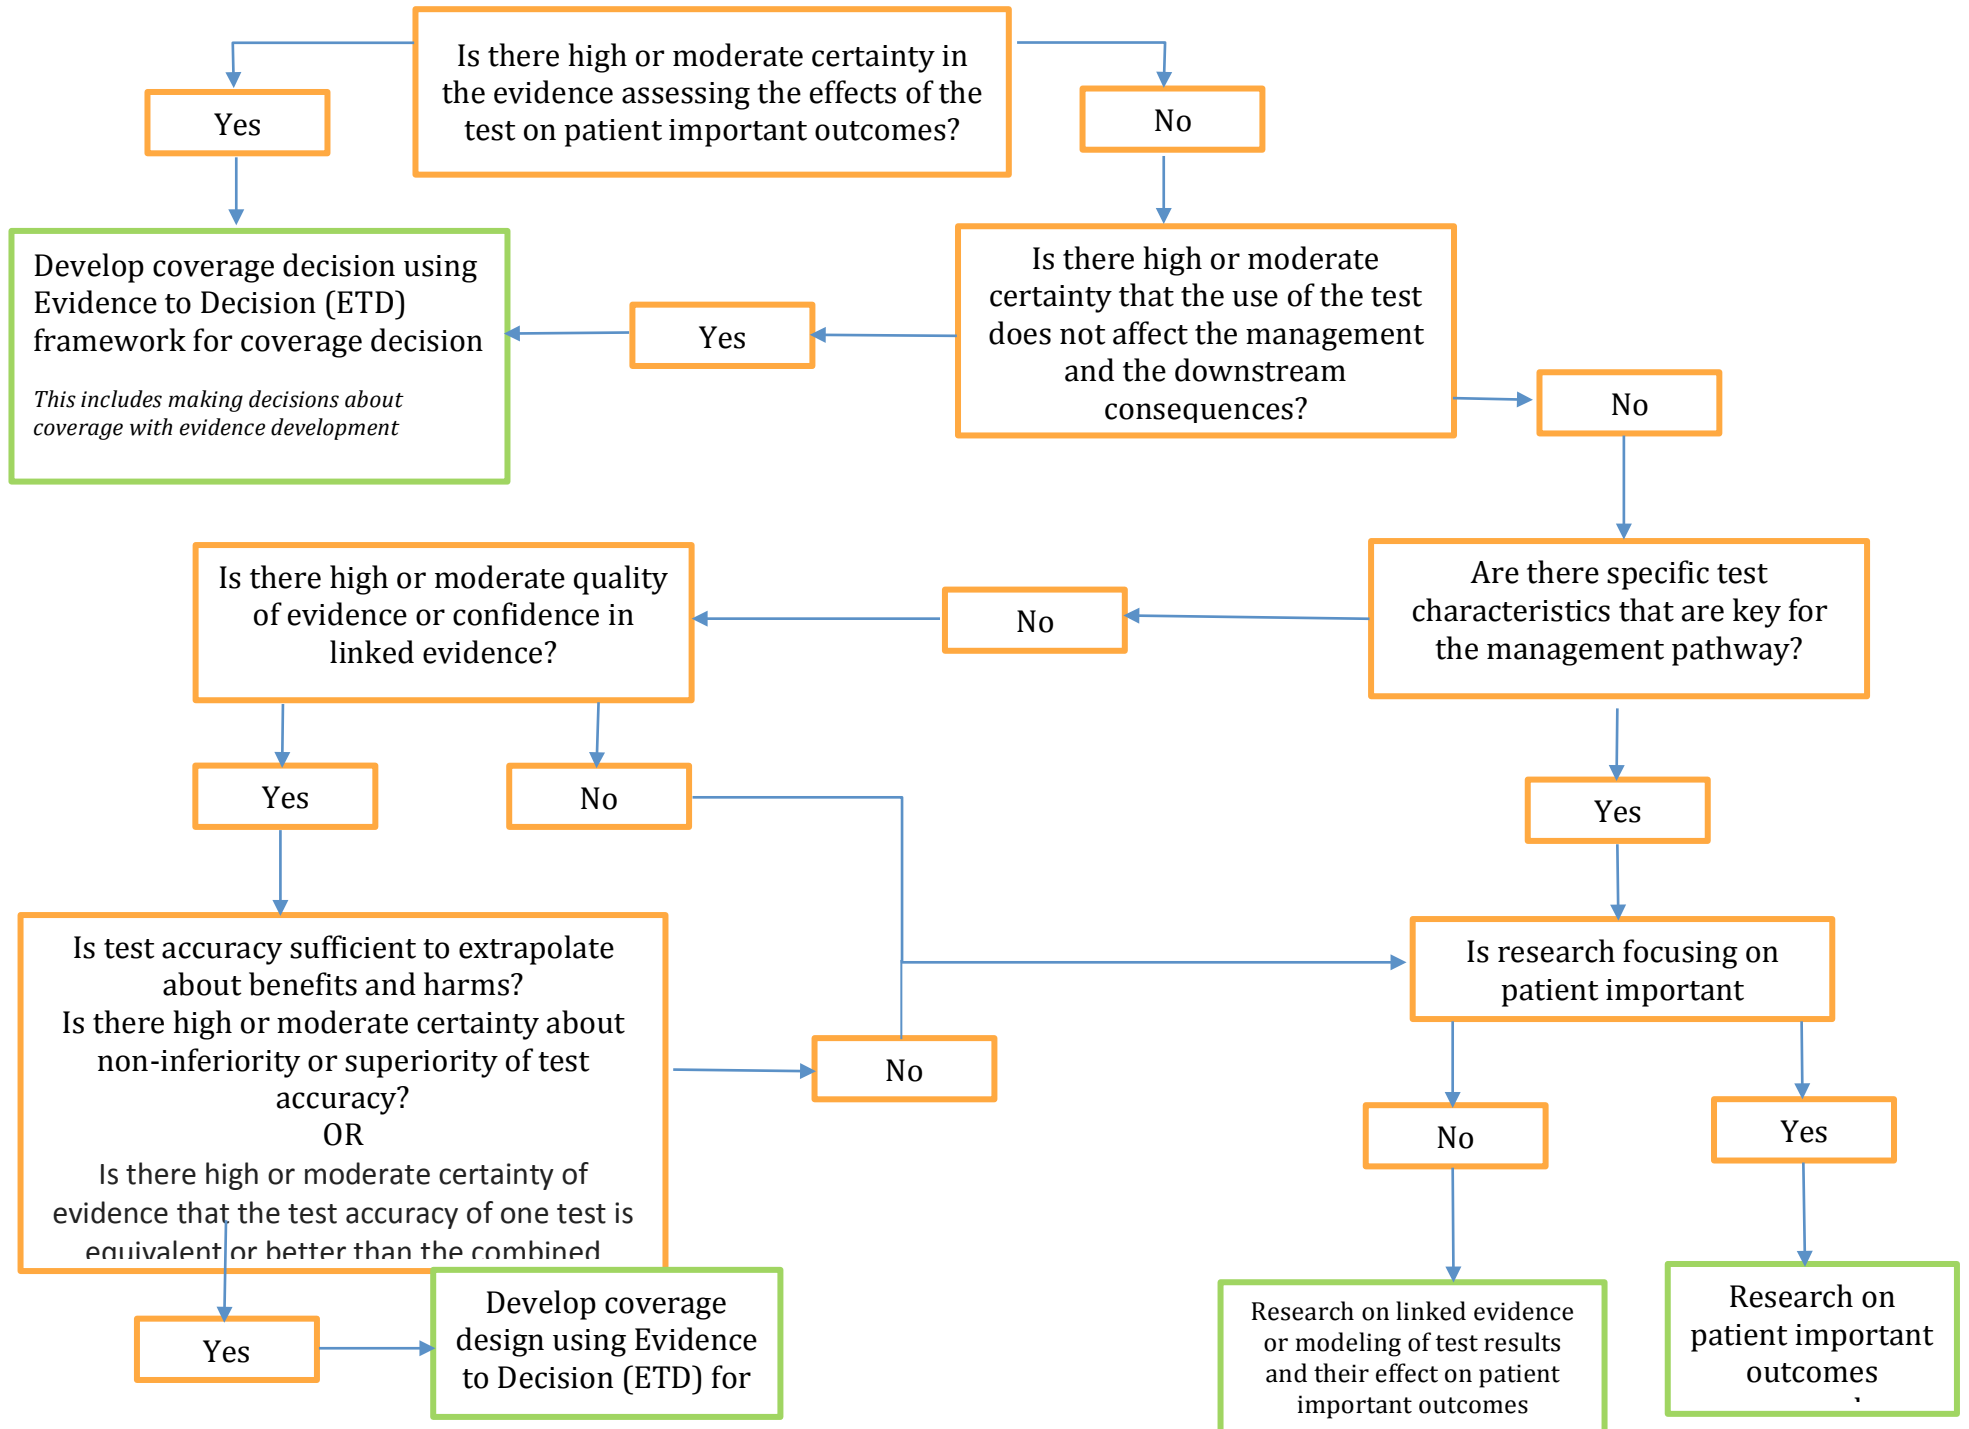 Is there high or moderate certainty in
the evidence assessing the effects of the
test on patient important outcomes?
Yes
No
Develop coverage decision using
Evidence to Decision (ETD)
framework for coverage decision
This includes making decisions about
coverage with evidence development
Yes
Is there high or moderate
certainty that the use of the test
does not affect the management
and the downstream
consequences?
No
Is there high or moderate quality
of evidence or confidence in
linked evidence?
No
Are there specific test
characteristics that are key for
the management pathway?
Yes
No
Yes
Is test accuracy sufficient to extrapolate
about benefits and harms?
Is there high or moderate certainty about
non-inferiority or superiority of test
accuracy?
OR
Is there high or moderate certainty of
evidence that the test accuracy of one test is
equivalent or better than the combined
No
Is research focusing on
patient important
No
Yes
Yes
Develop coverage
design using Evidence
to Decision (ETD) for
Research on linked evidence
or modeling of test results
and their effect on patient
important outcomes
Research on
patient important
outcomes